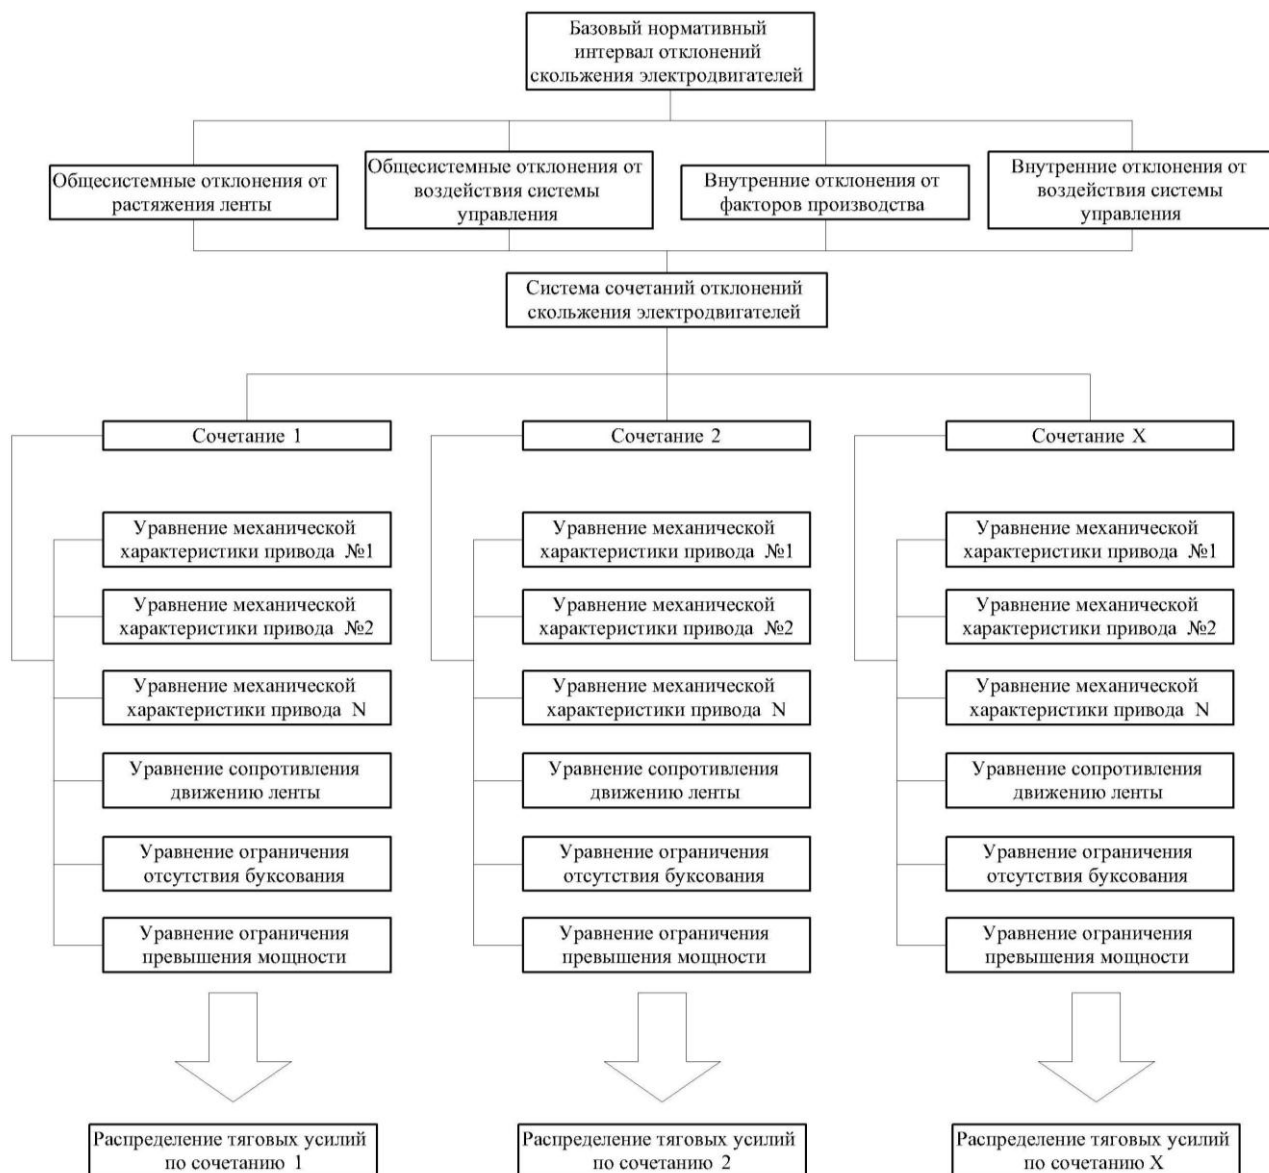 Базовый нормативный
интервал отклонений
скольжения электродвигателей
Общесистемные отклонения от
растяжения ленты
Общесистемные отклонения от
воздействия системы
управления
Внутренние отклонения от
факторов производства
Внутренние отклонения от
воздействия системы
управления
Система сочетаний отклонений
скольжения электродвигателей
Сочетание 1
Сочетание 2
Сочетание X
Уравнение механической
характеристики привода №1
Уравнение механической
характеристики привода №1
Уравнение механической
характеристики привода №1
Уравнение механической
характеристики привода №2
Уравнение механической
характеристики привода №2
Уравнение механической
характеристики привода №2
Уравнение механической
характеристики привода N
Уравнение механической
характеристики привода N
Уравнение механической
характеристики привода N
Уравнение сопротивления
движению ленты
Уравнение сопротивления
движению ленты
Уравнение сопротивления
движению ленты
Уравнение ограничения
отсутствия буксования
Уравнение ограничения
отсутствия буксования
Уравнение ограничения
отсутствия буксования
Уравнение ограничения
превышения мощности
Уравнение ограничения
превышения мощности
Уравнение ограничения
превышения мощности
Распределение тяговых усилий
по сочетанию 1
Распределение тяговых усилий
по сочетанию 2
Распределение тяговых усилий
по сочетанию X